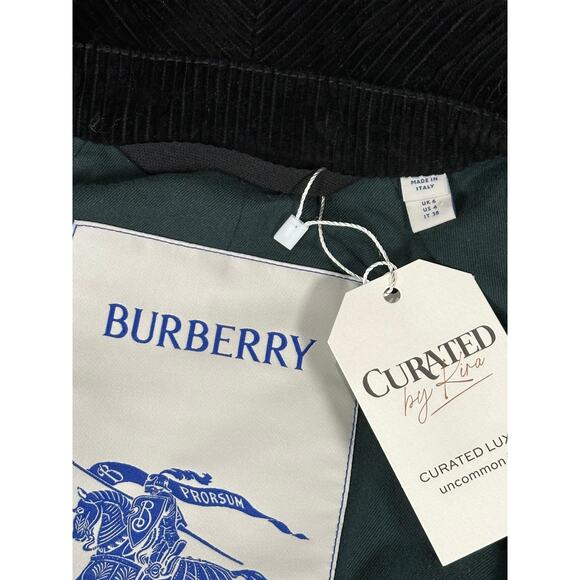 MADE IN
ITALY
UK 6
US 4
IT 38
BURBERRY
PRORSUM
B
CURATED
by Kira
CURATED LUX
uncommon